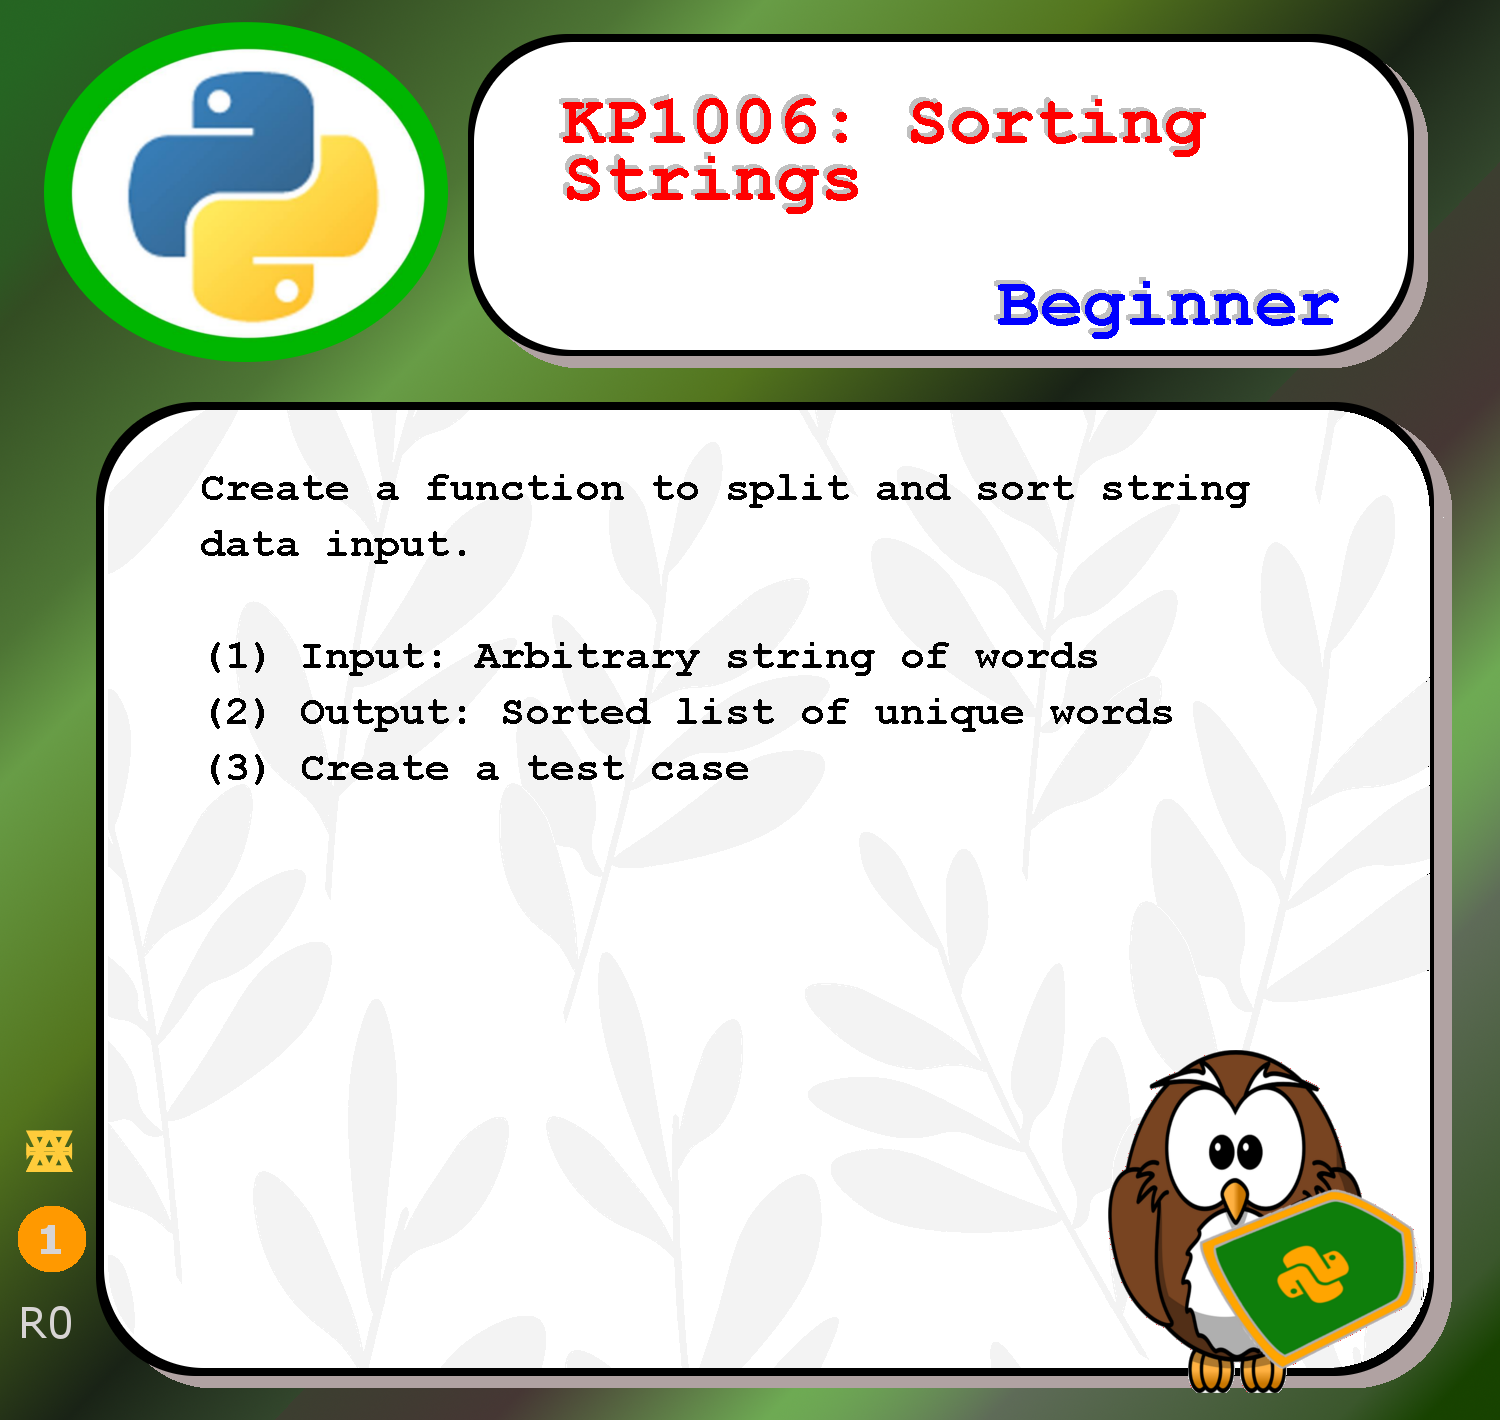 KP1006: Sorting
Strings
Beginner
Create a function to split and sort string
data input.
(1) Input: Arbitrary string of words
(2) Output: Sorted list of unique words
(3) Create a test case
1
R0